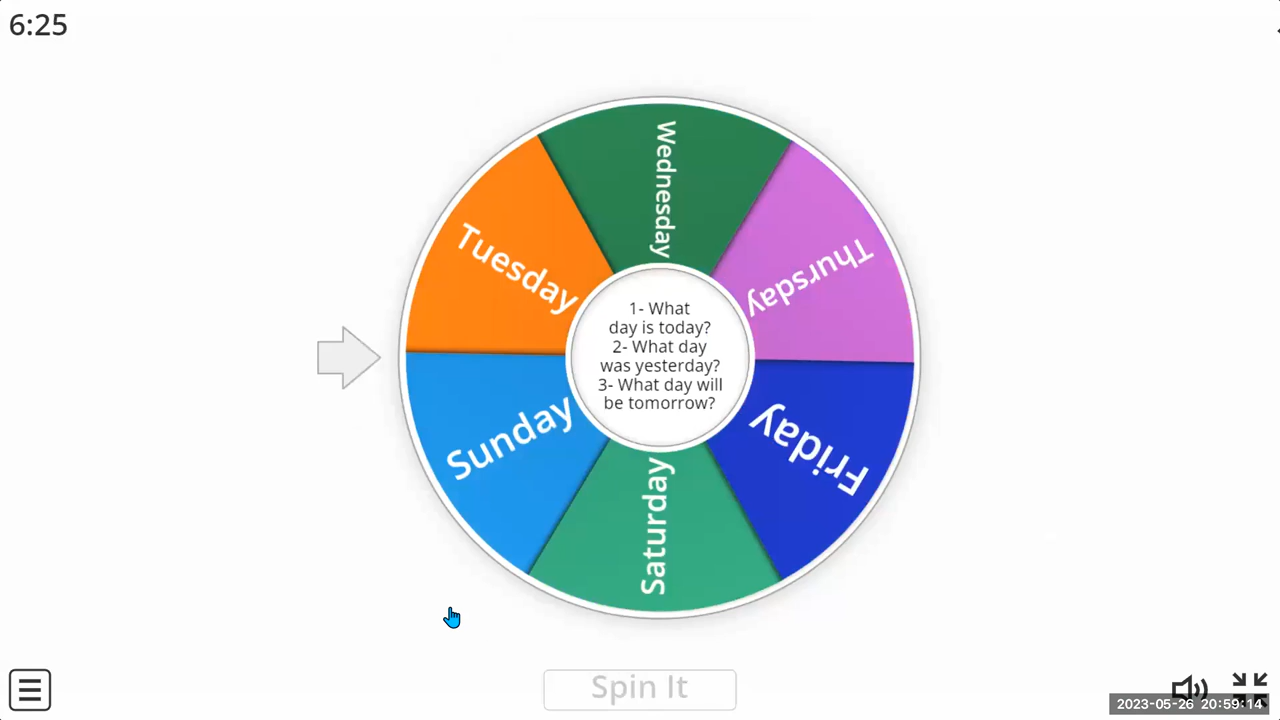 6:25
Wednesday
Tuesday
Thursday
1- What
day is today?
2- What day
was yesterday?
3- What day will
be tomorrow?
Sunday
Friday
Saturday
Spin It
2023-05-26 20:59:14